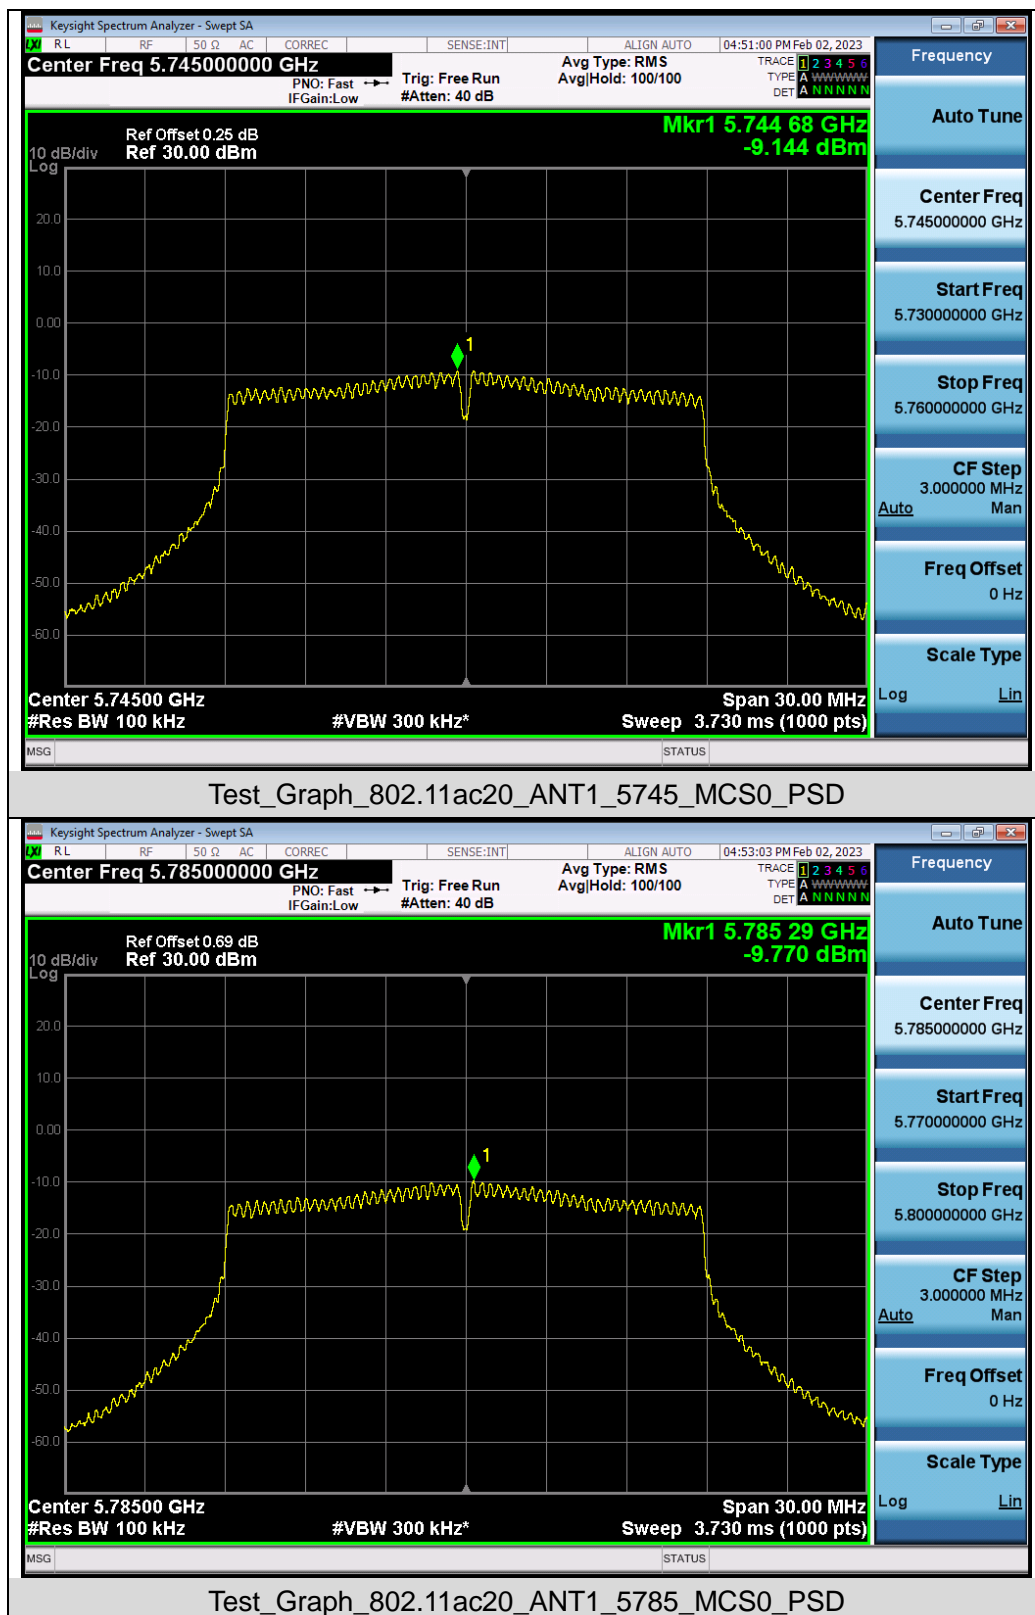 Keysight Spectrum Analyzer - Swept SA
LXI RL RF 50 Ω AC CORREC SENSE:INT ALIGN AUTO 04:51:00 PM Feb 02, 2023
Center Freq 5.745000000 GHz
PNO: Fast
IFGain:Low
Trig: Free Run
#Atten: 40 dB
Avg Type: RMS
Avg|Hold: 100/100
TRACE 1 2 3 4 5 6
TYPE A WWWWW
DET A N N N N N
Ref Offset 0.25 dB
Ref 30.00 dBm
10 dB/div
Log
Mkr1 5.744 68 GHz
-9.144 dBm
20.0
10.0
0.00
-10.0
-20.0
-30.0
-40.0
-50.0
-60.0
1
Center 5.74500 GHz
#Res BW 100 kHz
#VBW 300 kHz*
Span 30.00 MHz
Sweep 3.730 ms (1000 pts)
MSG
STATUS
Frequency
Auto Tune
Center Freq
5.745000000 GHz
Start Freq
5.730000000 GHz
Stop Freq
5.760000000 GHz
CF Step
3.000000 MHz
Auto Man
Freq Offset
0 Hz
Scale Type
Log Lin
Test_Graph_802.11ac20_ANT1_5745_MCS0_PSD
Keysight Spectrum Analyzer - Swept SA
LXI RL RF 50 Ω AC CORREC SENSE:INT ALIGN AUTO 04:53:03 PM Feb 02, 2023
Center Freq 5.785000000 GHz
PNO: Fast
IFGain:Low
Trig: Free Run
#Atten: 40 dB
Avg Type: RMS
Avg|Hold: 100/100
TRACE 1 2 3 4 5 6
TYPE A WWWWW
DET A N N N N N
Ref Offset 0.69 dB
Ref 30.00 dBm
10 dB/div
Log
Mkr1 5.785 29 GHz
-9.770 dBm
20.0
10.0
0.00
-10.0
-20.0
-30.0
-40.0
-50.0
-60.0
1
Center 5.78500 GHz
#Res BW 100 kHz
#VBW 300 kHz*
Span 30.00 MHz
Sweep 3.730 ms (1000 pts)
MSG
STATUS
Frequency
Auto Tune
Center Freq
5.785000000 GHz
Start Freq
5.770000000 GHz
Stop Freq
5.800000000 GHz
CF Step
3.000000 MHz
Auto Man
Freq Offset
0 Hz
Scale Type
Log Lin
Test_Graph_802.11ac20_ANT1_5785_MCS0_PSD